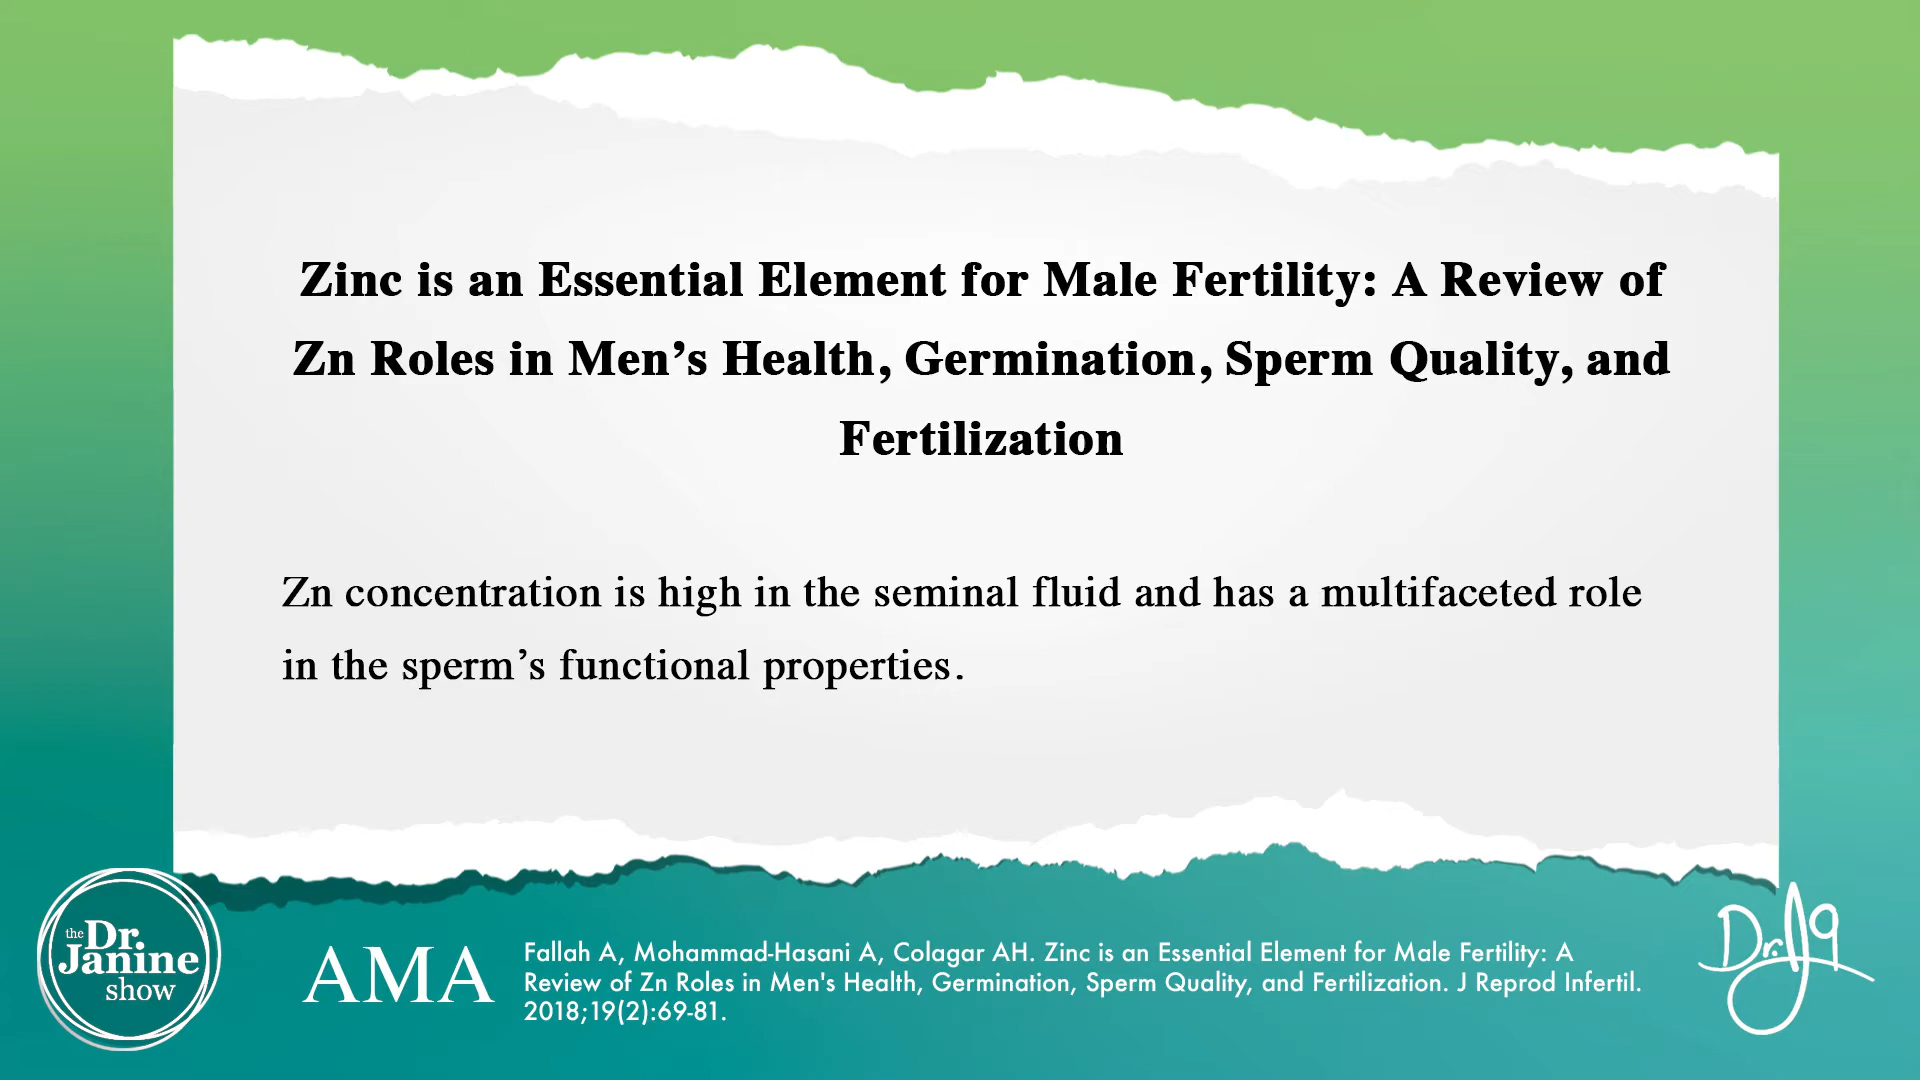 Zinc is an Essential Element for Male Fertility: A Review of
Zn Roles in Men’s Health, Germination, Sperm Quality, and
Fertilization
Zn concentration is high in the seminal fluid and has a multifaceted role
in the sperm’s functional properties.
the Dr.
Janine
show
AMA
Fallah A, Mohammad-Hasani A, Colagar AH. Zinc is an Essential Element for Male Fertility: A
Review of Zn Roles in Men's Health, Germination, Sperm Quality, and Fertilization. J Reprod Infertil.
2018;19(2):69-81.
Dr. J9